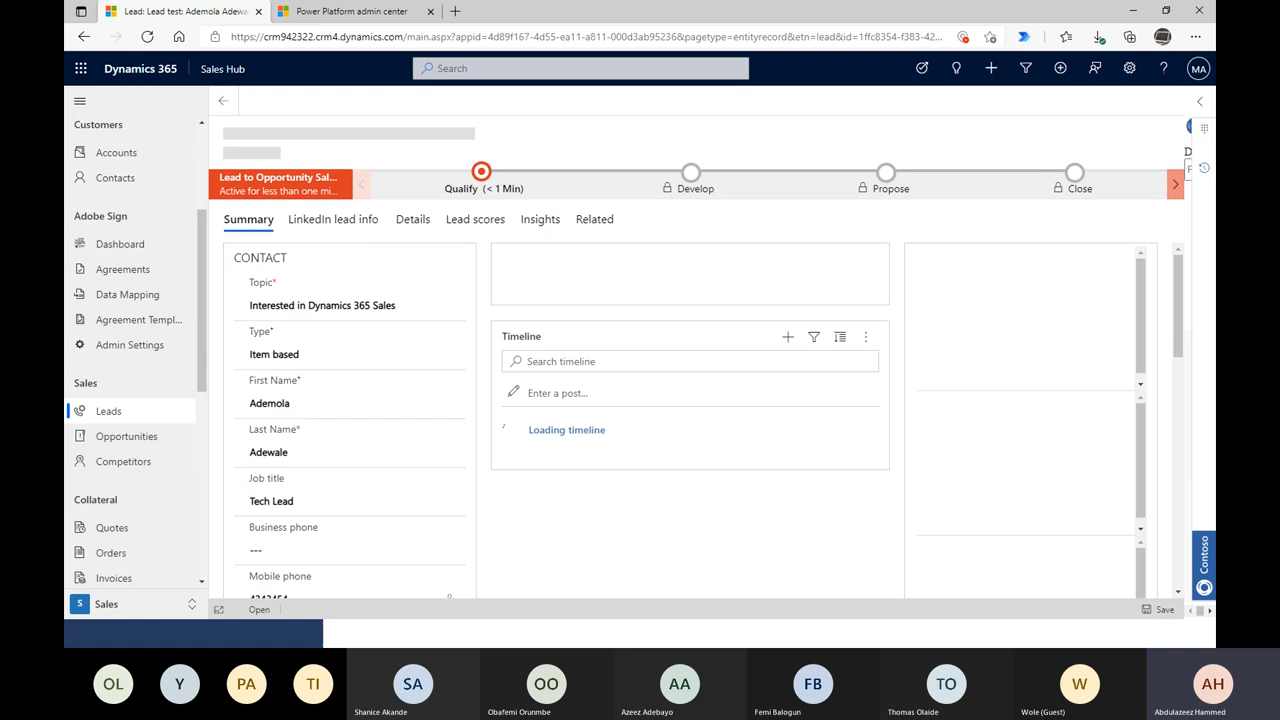 Lead: Lead test: Ademola Adewal
Power Platform admin center
https://crm942322.crm4.dynamics.com/main.aspx?appid=4d89f167-4d55-ea11-a811-000d3ab95236&pagetype=entityrecord&etn=lead&id=1ffc8354-f383-42...
Dynamics 365
Sales Hub
Search
MA
Customers
Accounts
Contacts
Adobe Sign
Dashboard
Agreements
Data Mapping
Agreement Templ...
Admin Settings
Sales
Leads
Opportunities
Competitors
Collateral
Quotes
Orders
Invoices
S Sales
Lead to Opportunity Sal...
Active for less than one mi...
Qualify (< 1 Min)
Develop
Propose
Close
D
Summary
LinkedIn lead info
Details
Lead scores
Insights
Related
CONTACT
Topic*
Interested in Dynamics 365 Sales
Type*
Item based
First Name*
Ademola
Last Name*
Adewale
Job title
Tech Lead
Business phone
---
Mobile phone
Timeline
Search timeline
Enter a post...
Loading timeline
Contoso
Open
Save
OL
Y
PA
TI
SA
Shanice Akande
OO
Obafemi Orunmbe
AA
Azeez Adebayo
FB
Femi Balogun
TO
Thomas Olaide
W
Wole (Guest)
AH
Abdulazeez Hammed